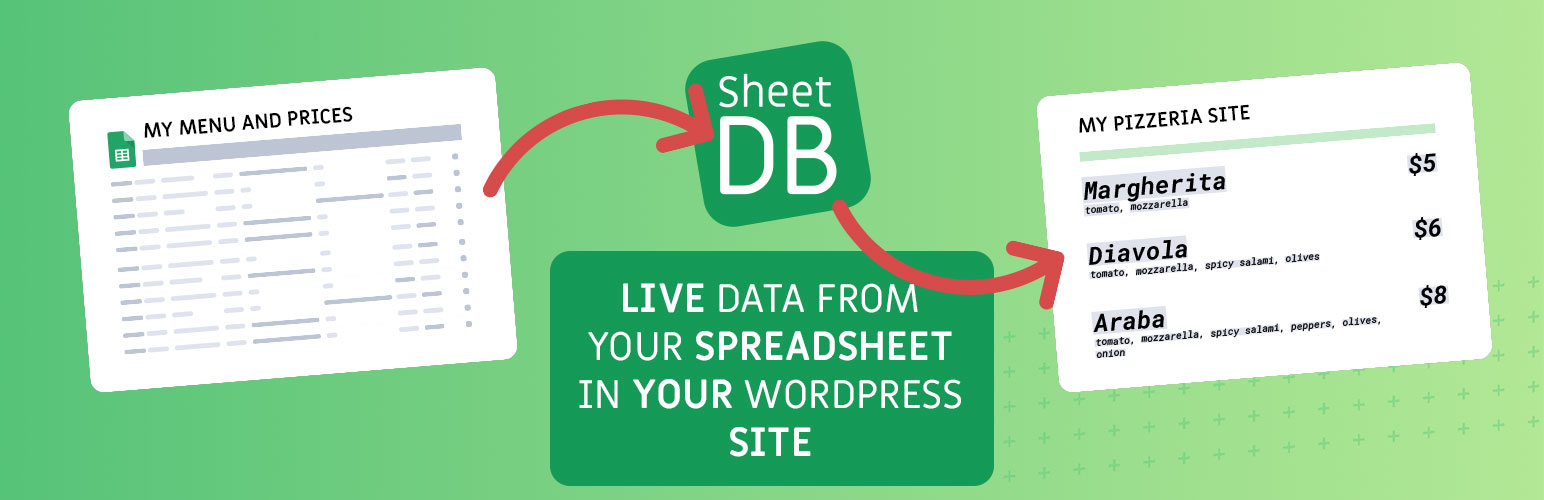 MY MENU AND PRICES
Sheet
DB
LIVE DATA FROM
YOUR SPREADSHEET
IN YOUR WORDPRESS
SITE
MY PIZZERIA SITE
Margherita
$5
tomato, mozzarella
Diavola
$6
tomato, mozzarella, spicy salami, olives
Araba
$8
tomato, mozzarella, spicy salami, peppers, olives,
onion